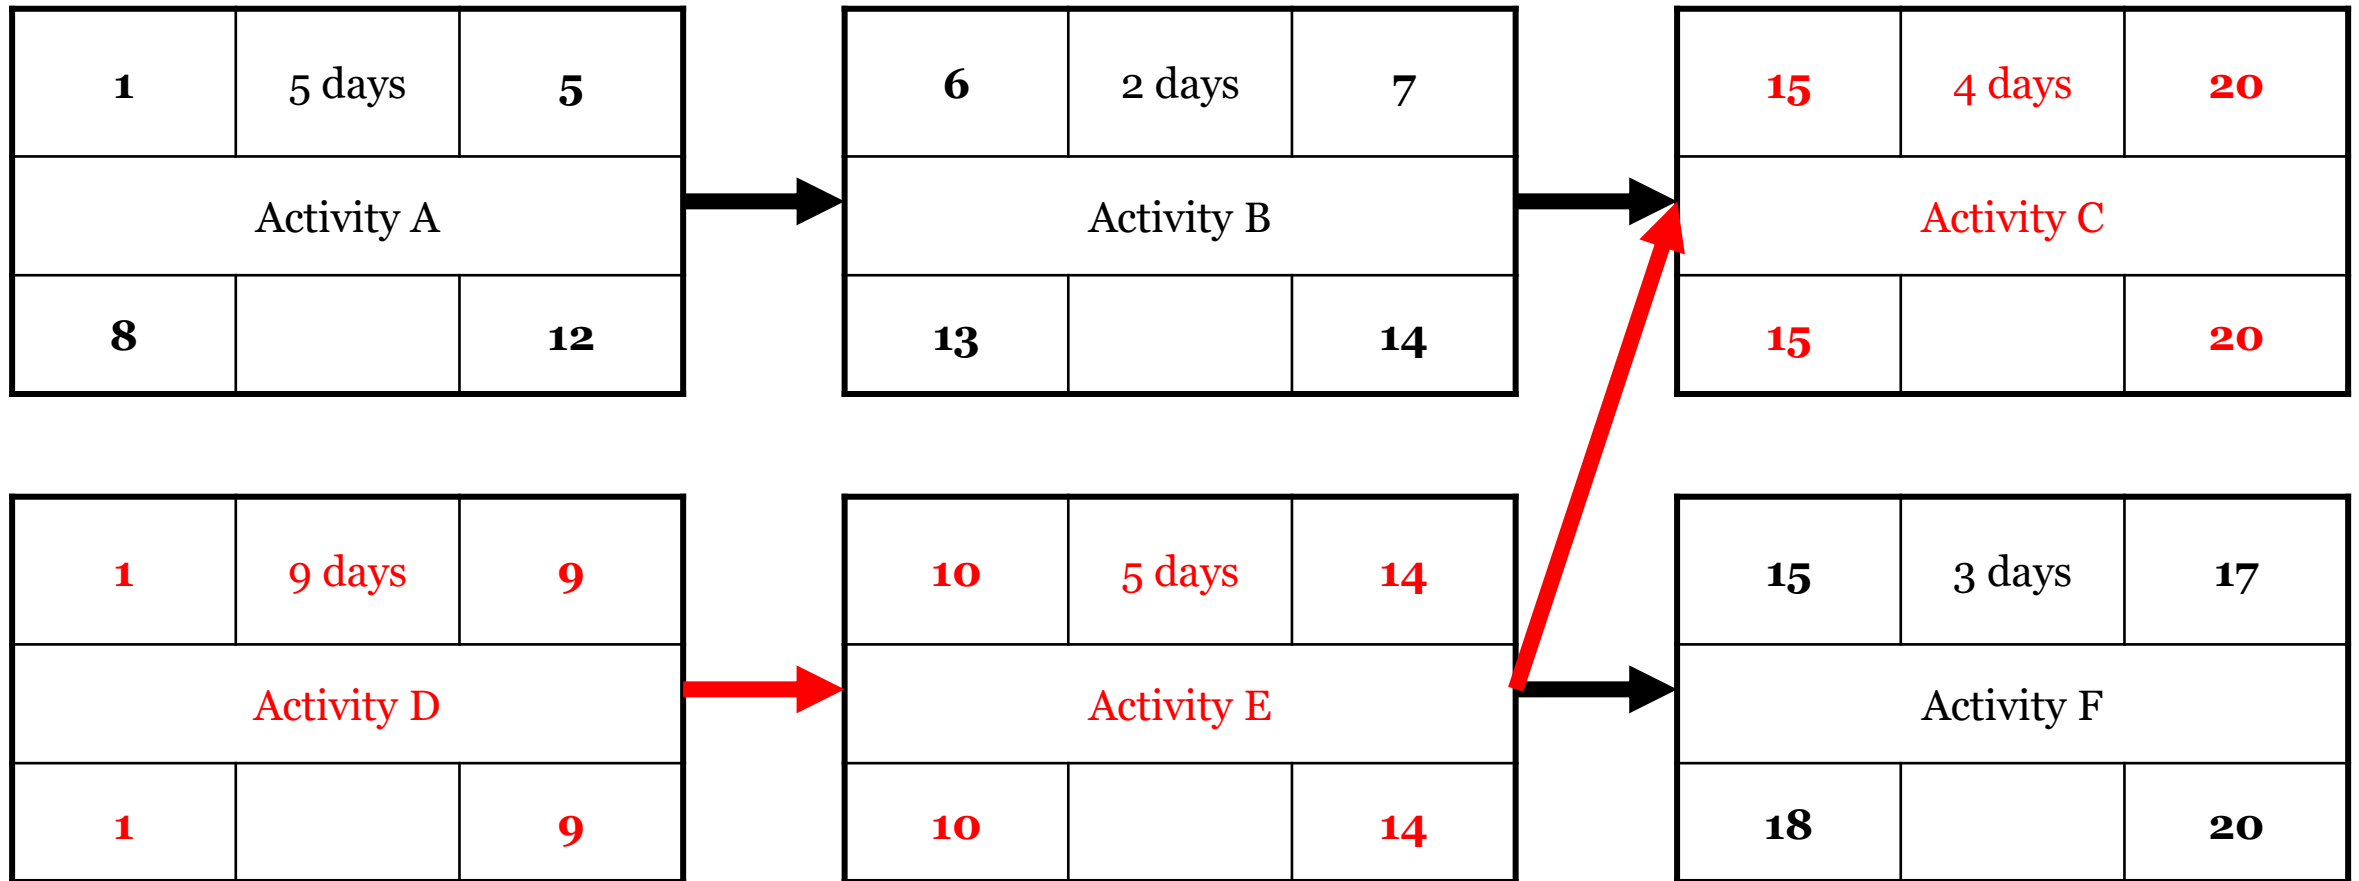 1 5 days 5 6 2 days 7 15 4 days 20
Activity A Activity B Activity C
8 12 13 14 15 20
1 9 days 9 10 5 days 14 15 3 days 17
Activity D Activity E Activity F
1 9 10 14 18 20